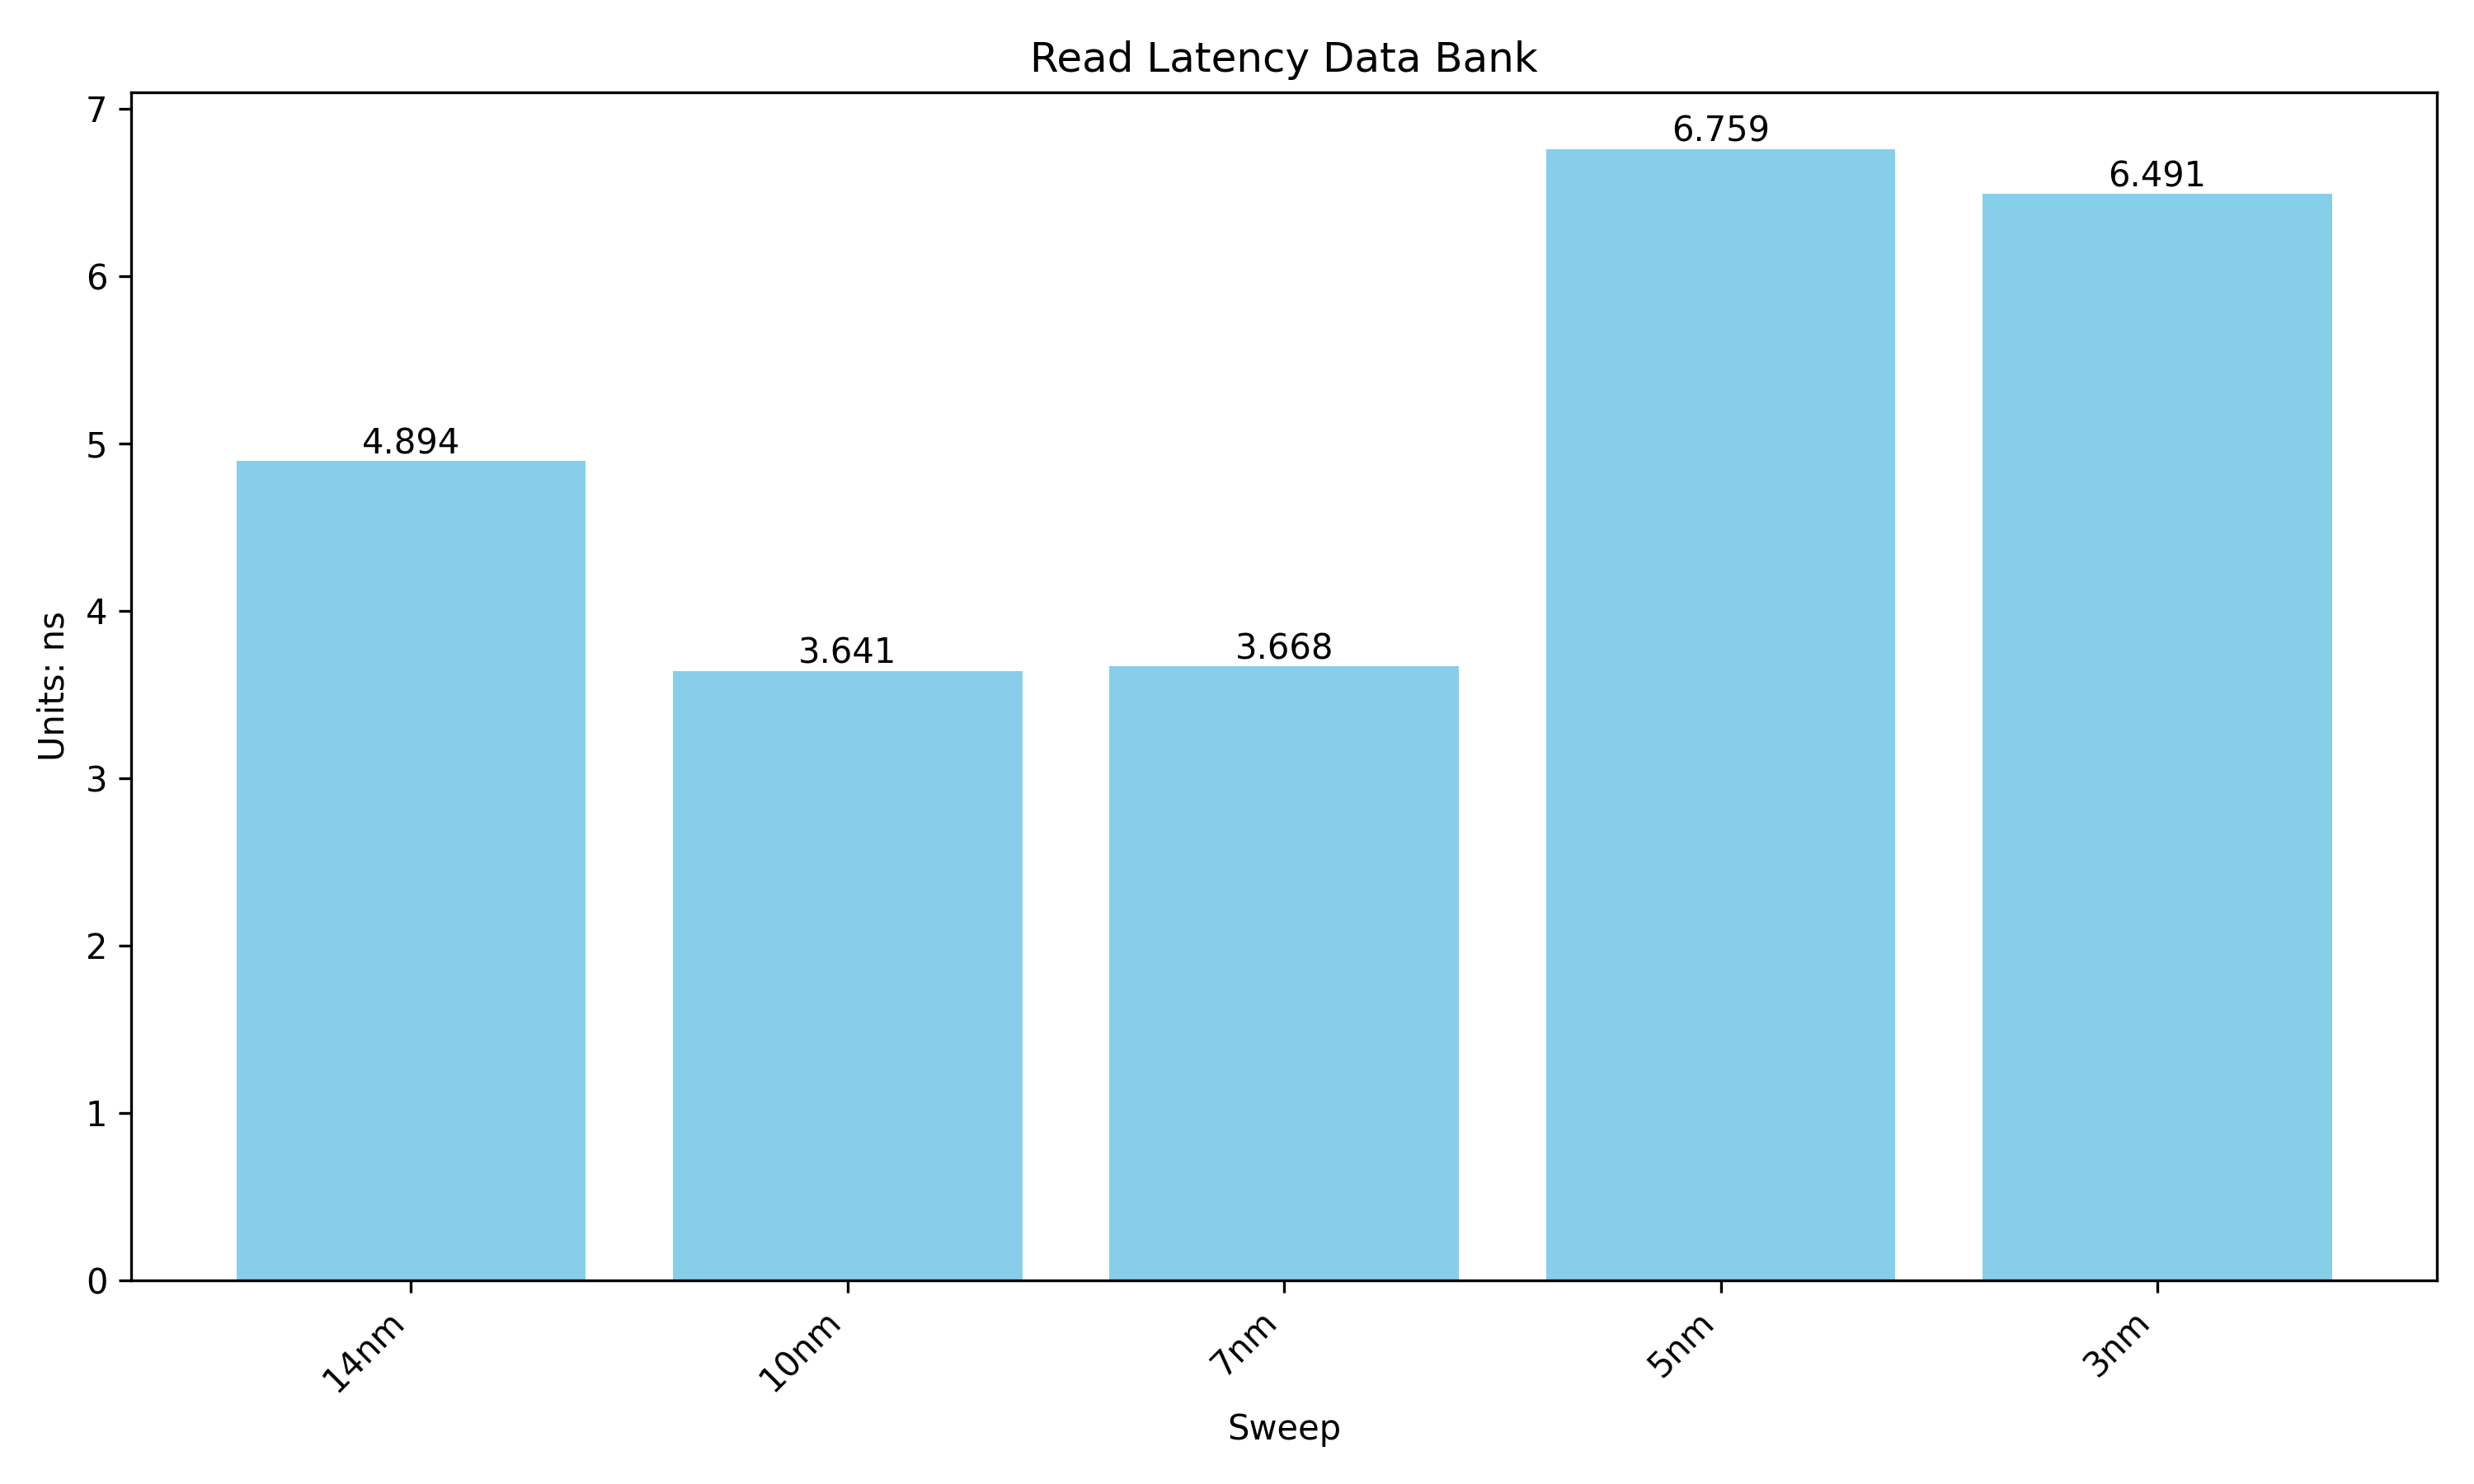 Read Latency Data Bank
7
6
5
4
3
2
1
0
Units: ns
4.894
3.641
3.668
6.759
6.491
14nm
10nm
7nm
5nm
3nm
Sweep